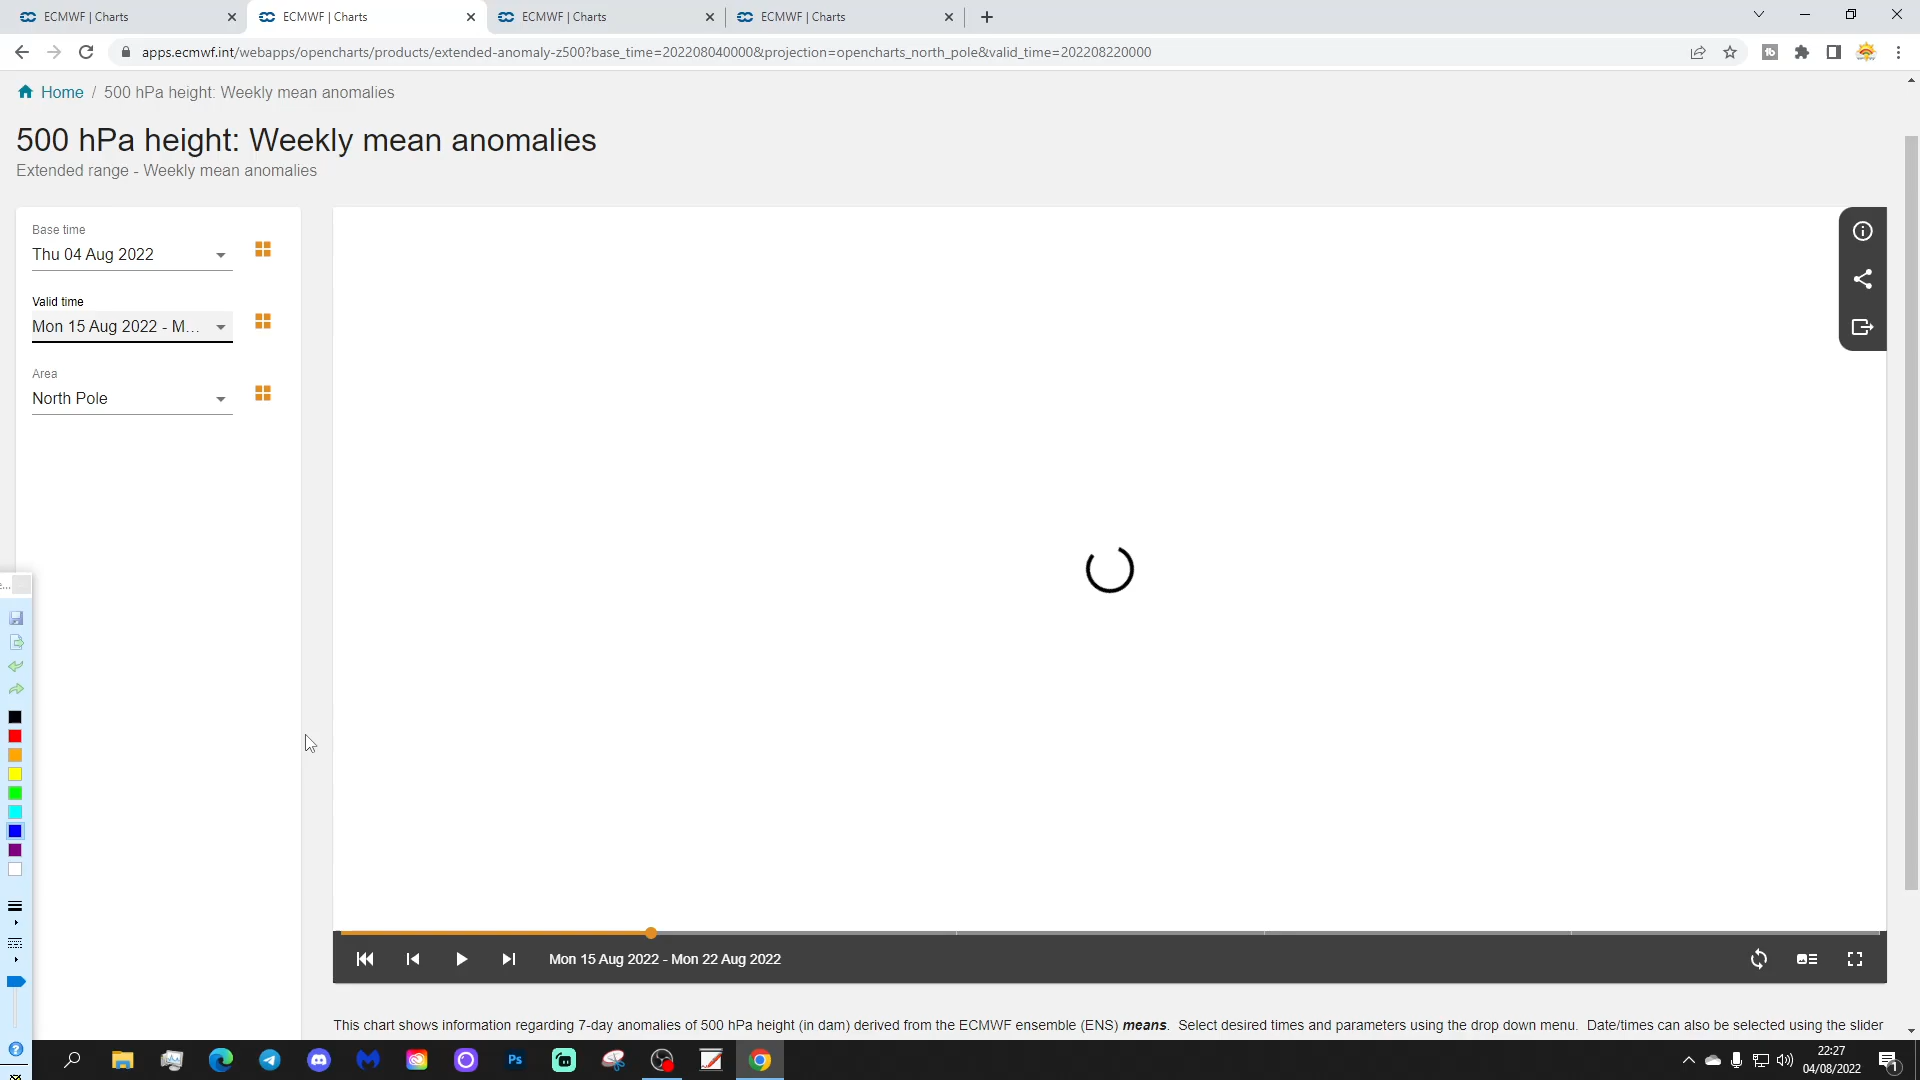 ECMWF | Charts
ECMWF | Charts
ECMWF | Charts
ECMWF | Charts
apps.ecmwf.int/webapps/opencharts/products/extended-anomaly-z500?base_time=202208040000&projection=opencharts_north_pole&valid_time=202208220000
Home / 500 hPa height: Weekly mean anomalies
500 hPa height: Weekly mean anomalies
Extended range - Weekly mean anomalies
Base time
Thu 04 Aug 2022
Valid time
Mon 15 Aug 2022 - M...
Area
North Pole
e...
Mon 15 Aug 2022 - Mon 22 Aug 2022
This chart shows information regarding 7-day anomalies of 500 hPa height (in dam) derived from the ECMWF ensemble (ENS) means. Select desired times and parameters using the drop down menu. Date/times can also be selected using the slider
Ps
22:27
04/08/2022
1